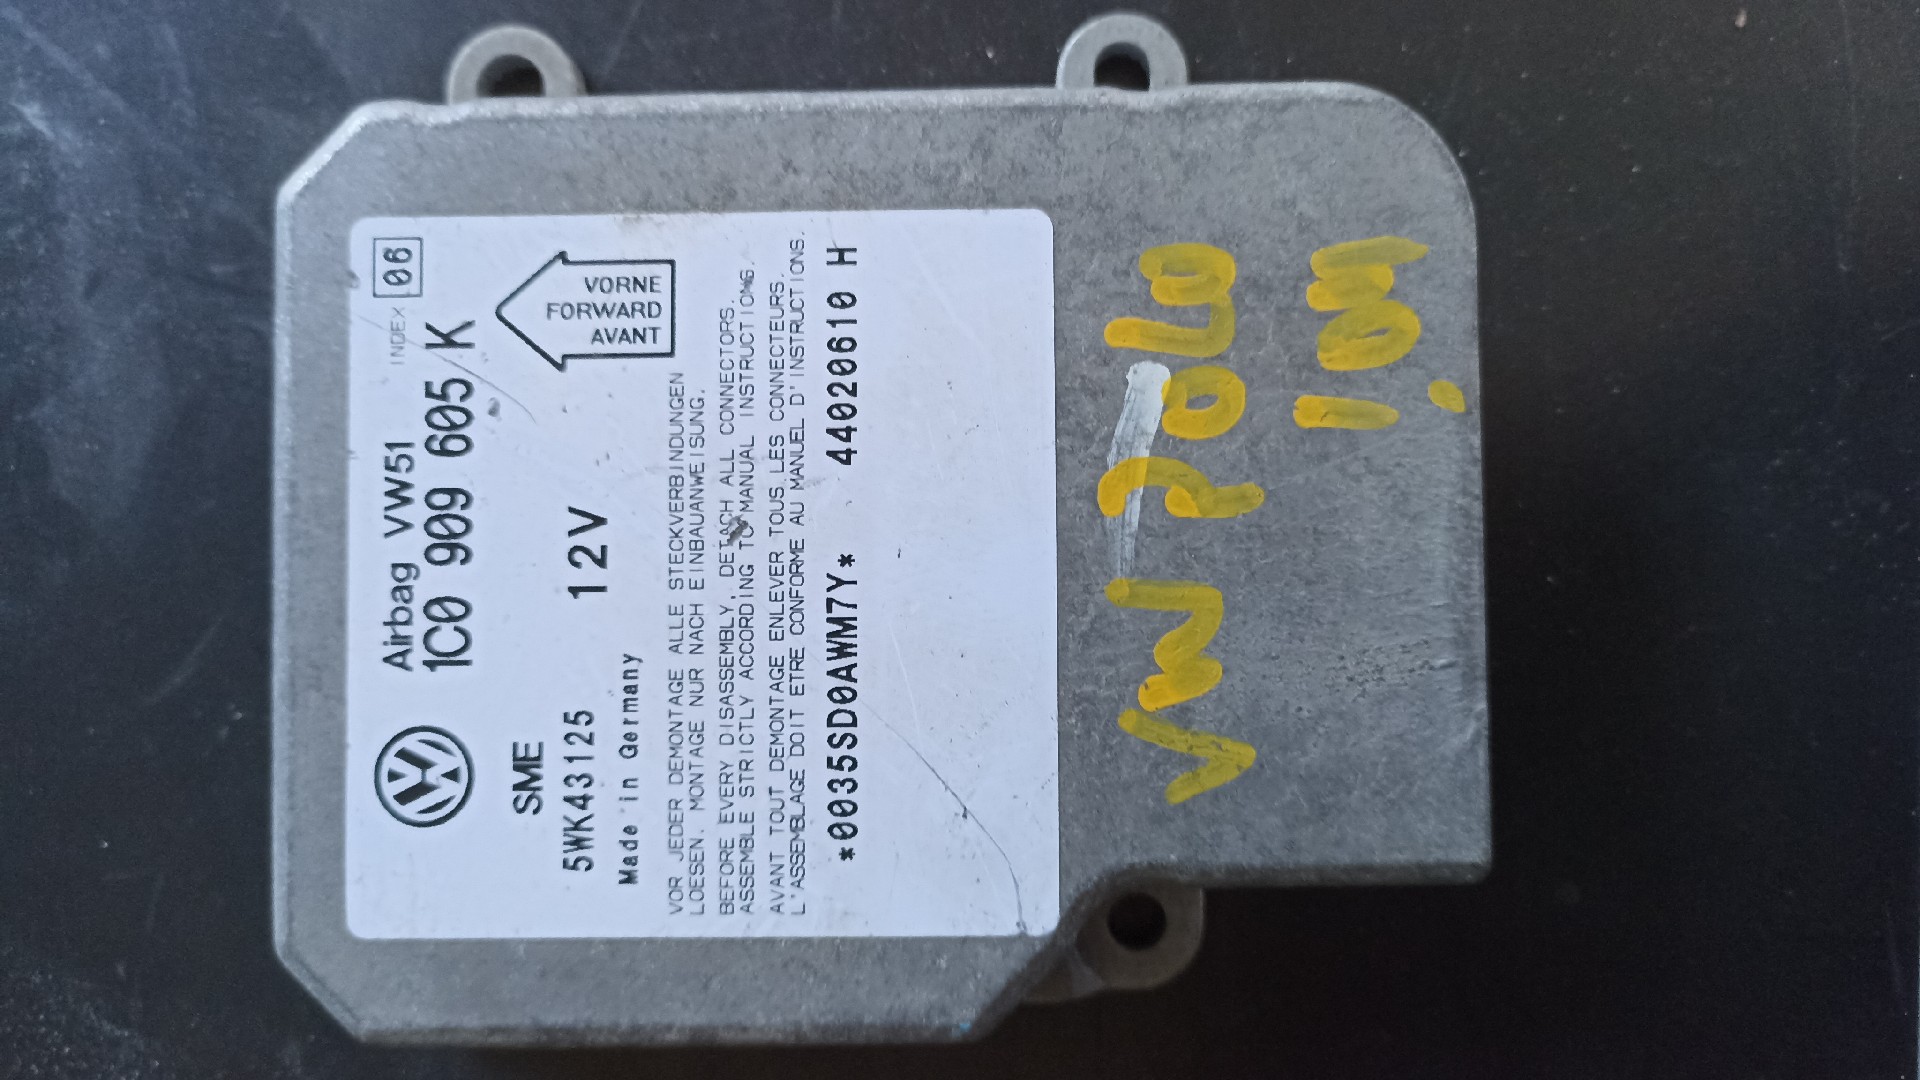 Airbag VW51 INDEX 06
1C0 909 605 K
SME
5WK43125 12V
Made in Germany
VORNE
FORWARD
AVANT
VOR JEDER DEMONTAGE ALLE STECKVERBINDUNGEN
LOESEN. MONTAGE NUR NACH EINBAUANWEISUNG.
BEFORE EVERY DISASSEMBLY, DETACH ALL CONNECTORS.
ASSEMBLE STRICTLY ACCORDING TO MANUAL INSTRUCTIONS.
AVANT TOUT DEMONTAGE ENLEVER TOUS LES CONNECTEURS.
L'ASSEMBLAGE DOIT ETRE CONFORME AU MANUEL D'INSTRUCTIONS.
*0035SD0AWM7Y* 44020610 H
VW POLO